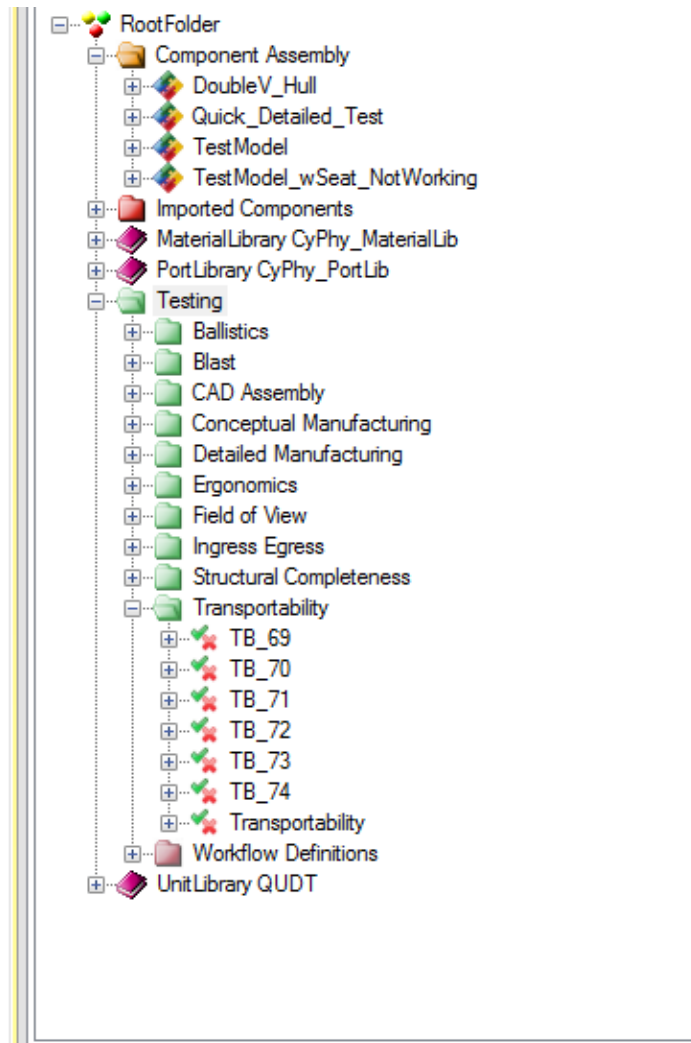 RootFolder
Component Assembly
DoubleV_Hull
Quick_Detailed_Test
TestModel
TestModel_wSeat_NotWorking
Imported Components
MaterialLibrary CyPhy_MaterialLib
PortLibrary CyPhy_PortLib
Testing
Ballistics
Blast
CAD Assembly
Conceptual Manufacturing
Detailed Manufacturing
Ergonomics
Field of View
Ingress Egress
Structural Completeness
Transportability
TB_69
TB_70
TB_71
TB_72
TB_73
TB_74
Transportability
Workflow Definitions
UnitLibrary QUDT